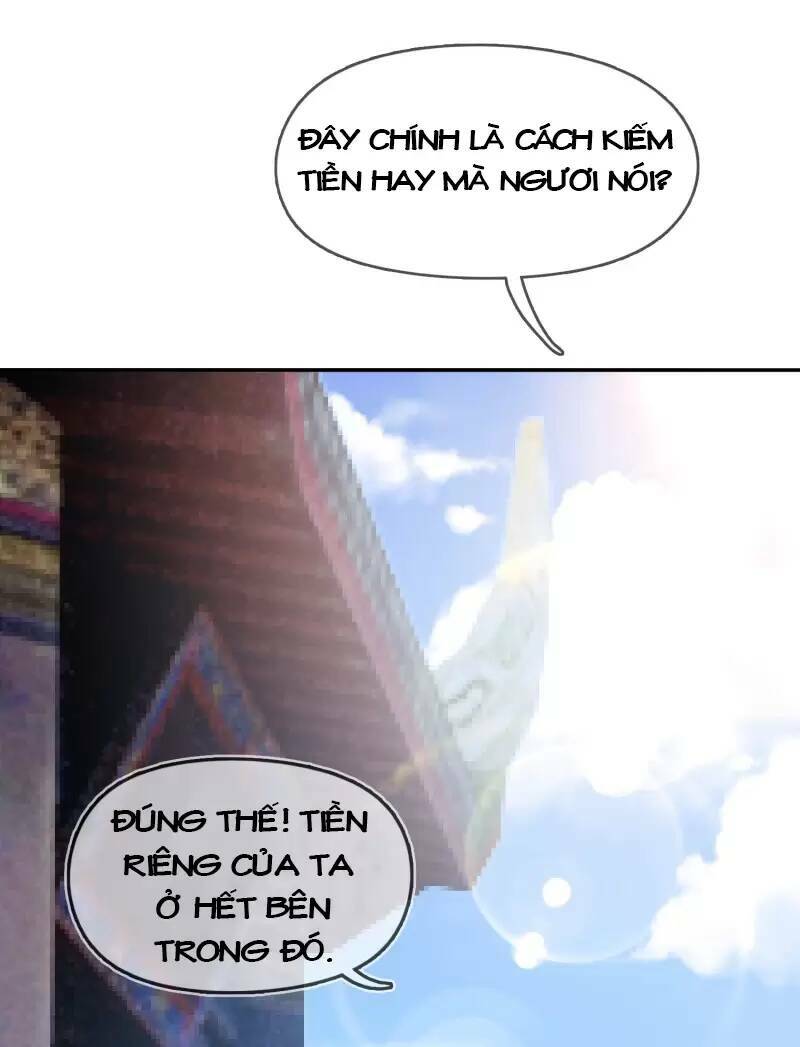 ĐÂY CHÍNH LÀ CÁCH KIẾM
TIỀN HAY MÀ NGƯƠI NÓI?
ĐÚNG THẾ! TIỀN
RIÊNG CỦA TA
Ở HẾT BÊN
TRONG ĐÓ.